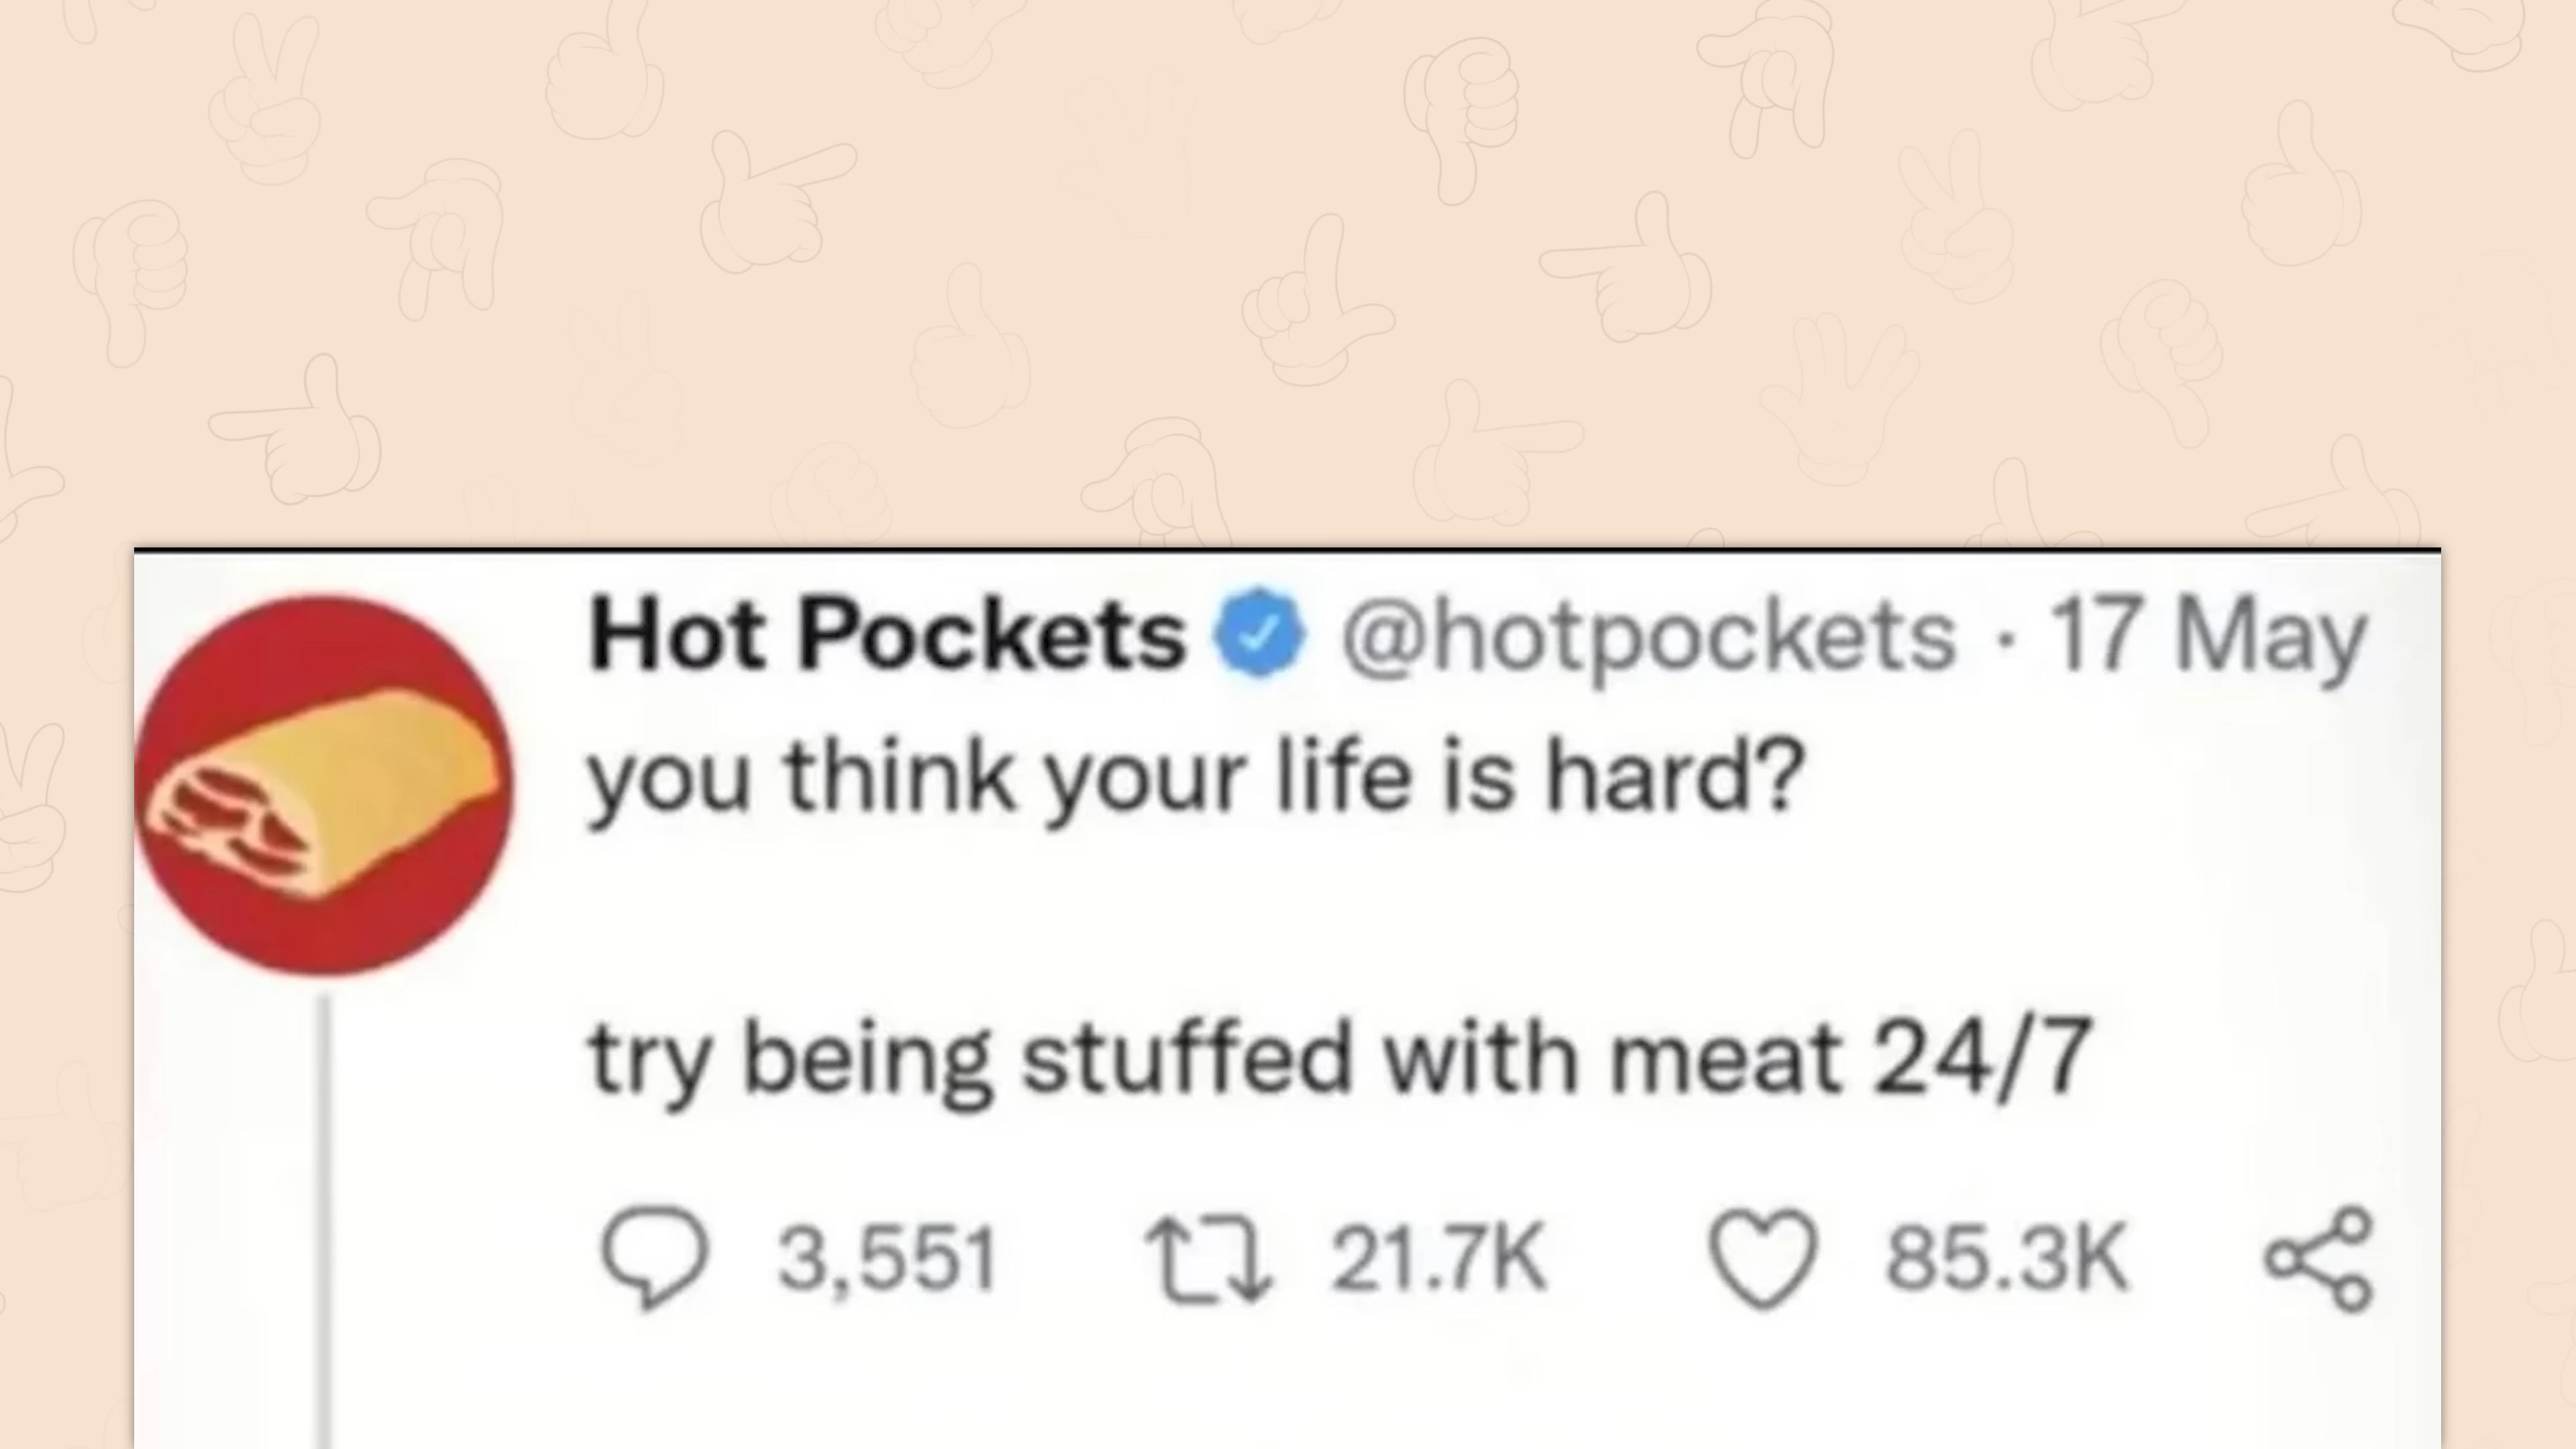 Hot Pockets @hotpockets · 17 May
you think your life is hard?
try being stuffed with meat 24/7
3,551 21.7K 85.3K